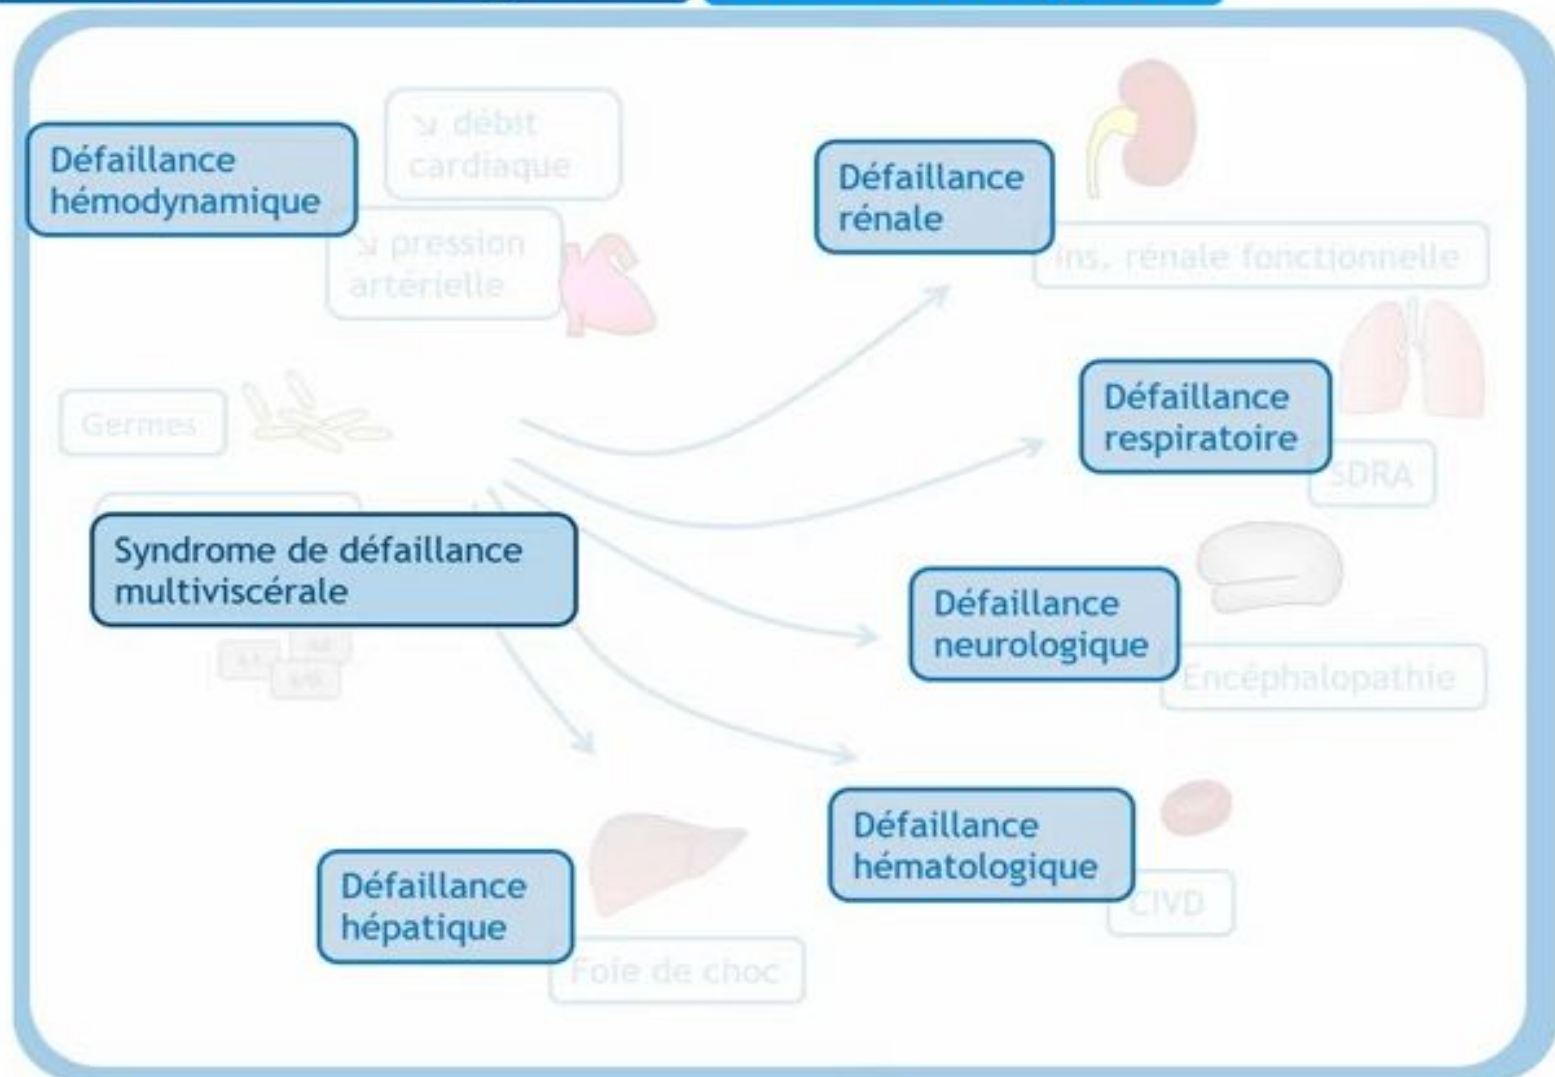 Défaillance
hémodynamique
↘ débit
cardiaque
↘ pression
artérielle
Défaillance
rénale
Ins. rénale fonctionnelle
Germes
Défaillance
respiratoire
SDRA
Syndrome de défaillance
multiviscérale
Défaillance
neurologique
Encéphalopathie
Défaillance
hématologique
CIVD
Défaillance
hépatique
Foie de choc